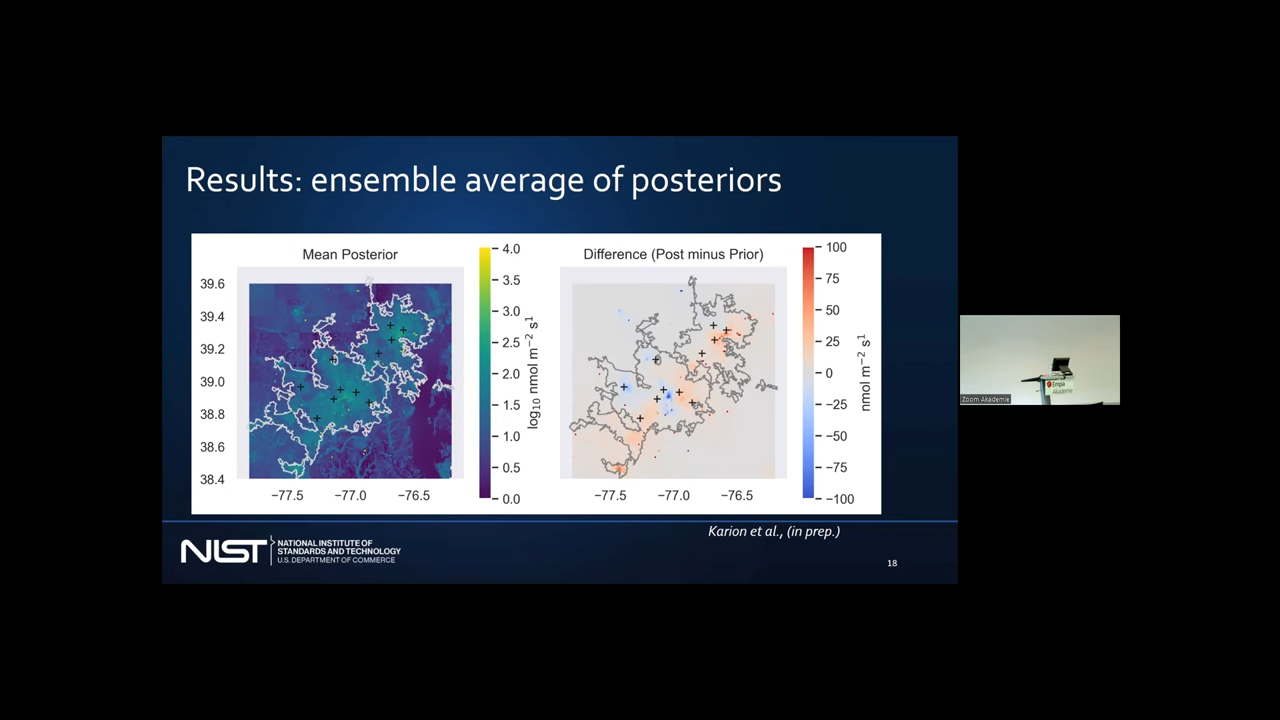 Results: ensemble average of posteriors
Mean Posterior
39.6
39.4
39.2
39.0
38.8
38.6
38.4
−77.5 −77.0 −76.5
4.0
3.5
3.0
2.5
2.0
1.5
1.0
0.5
0.0
log10 nmol m−2 s1
Difference (Post minus Prior)
−77.5 −77.0 −76.5
100
75
50
25
0
−25
−50
−75
−100
nmol m−2 s1
Karion et al., (in prep.)
NIST
NATIONAL INSTITUTE OF
STANDARDS AND TECHNOLOGY
U.S. DEPARTMENT OF COMMERCE
18
Empa
Akademie
Zoom Akademie